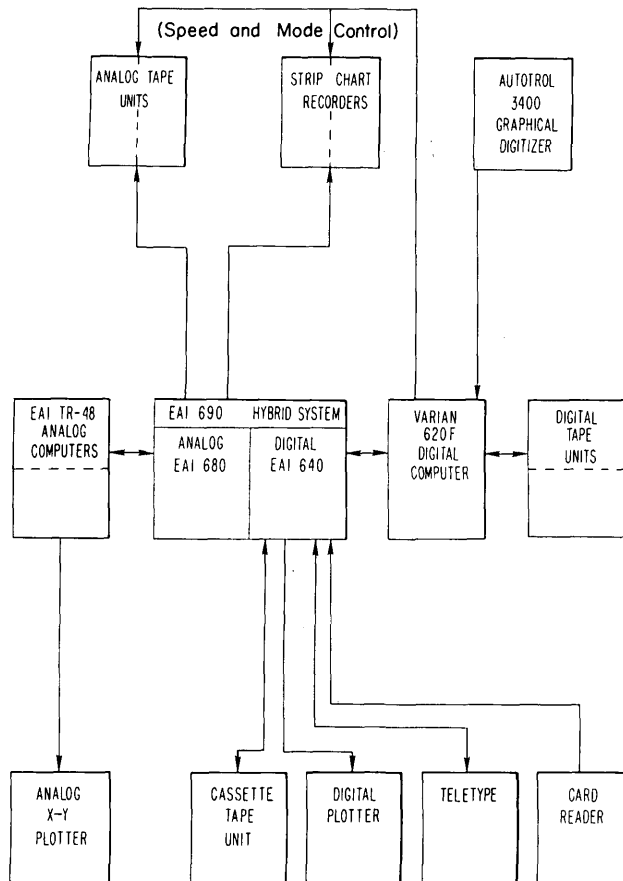 (Speed and Mode Control)
ANALOG TAPE
UNITS
STRIP CHART
RECORDERS
AUTOTROL
3400
GRAPHICAL
DIGITIZER
EAI TR-48
ANALOG
COMPUTERS
EAI 690 HYBRID SYSTEM
ANALOG
EAI 680
DIGITAL
EAI 640
VARIAN
620F
DIGITAL
COMPUTER
DIGITAL
TAPE
UNITS
ANALOG
X-Y
PLOTTER
CASSETTE
TAPE
UNIT
DIGITAL
PLOTTER
TELETYPE
CARD
READER